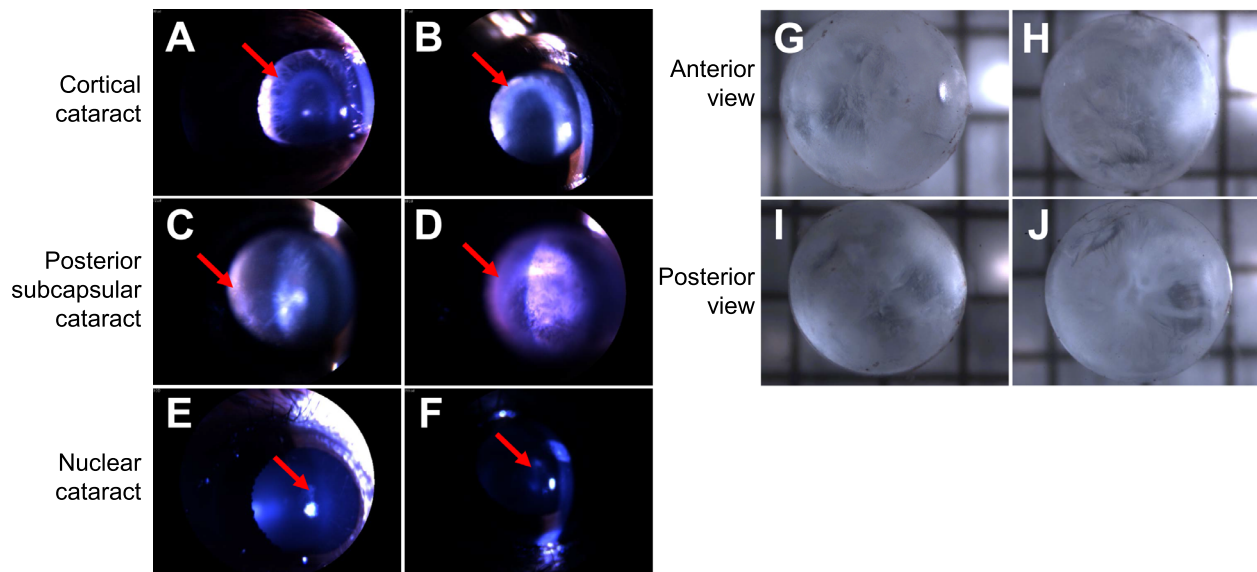 A
B
Cortical
cataract
C
D
Posterior
subcapsular
cataract
E
F
Nuclear
cataract
G
H
Anterior
view
I
J
Posterior
view